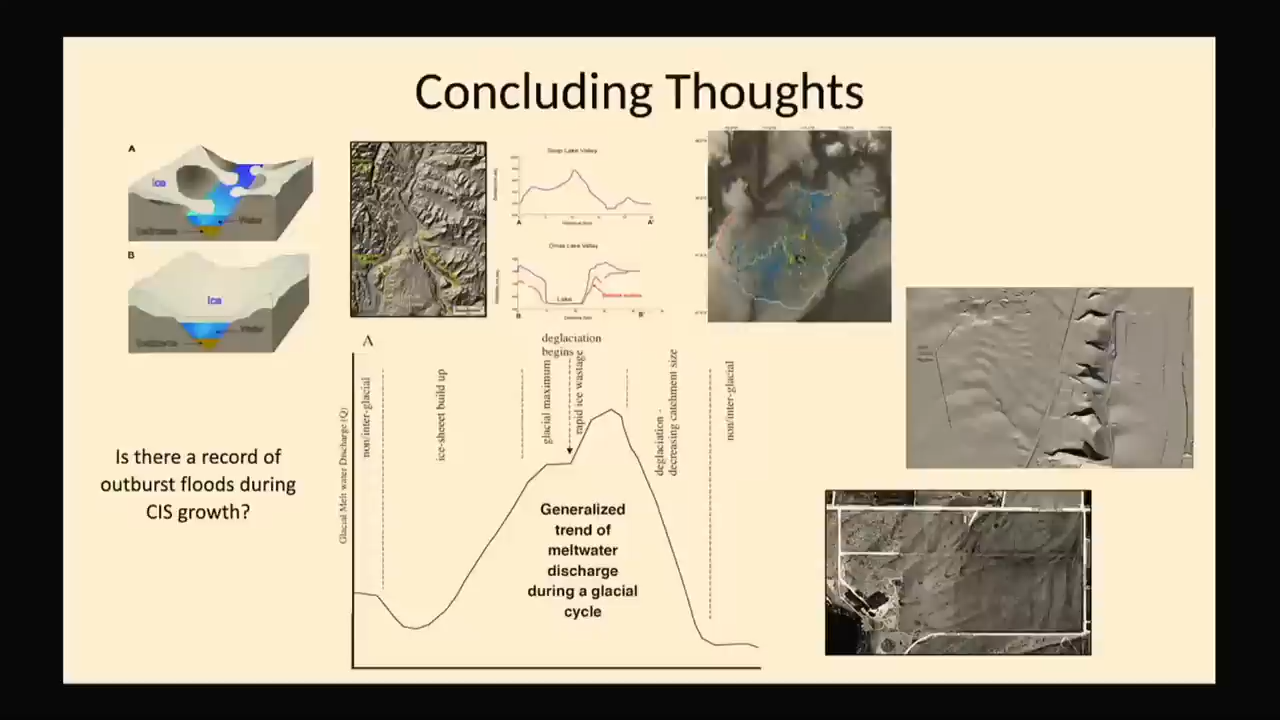 Concluding Thoughts
A
Ice
Water
B
Ice
Water
Is there a record of
outburst floods during
CIS growth?
Deep Lake Valley
A
A'
Omak Lake Valley
Lake
B
B'
A
deglaciation
begins
non/inter-glacial
ice-sheeet build up
glacial maximum
rapid ice wastage
deglaciation -
decreasing catchment size
non/inter-glacial
Glacial Melt water Discharge (Q)
Generalized
trend of
meltwater
discharge
during a glacial
cycle